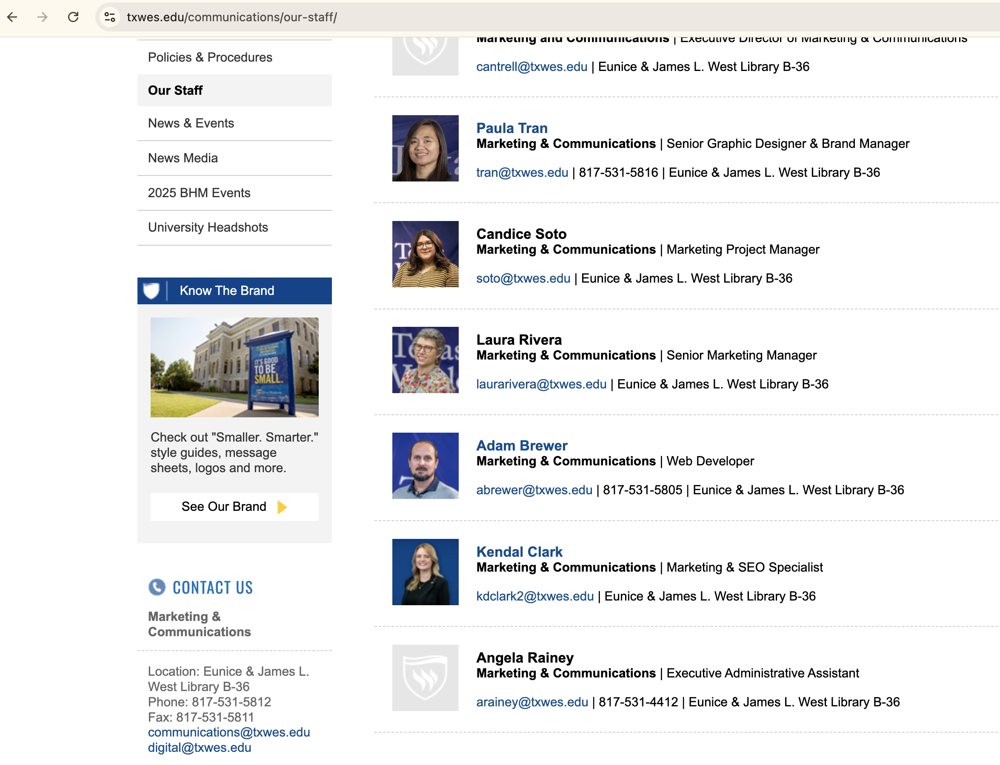 txwes.edu/communications/our-staff/
Policies & Procedures
Our Staff
News & Events
News Media
2025 BHM Events
University Headshots
Know The Brand
IT'S GOOD
TO BE
SMALL.
Check out "Smaller. Smarter."
style guides, message
sheets, logos and more.
See Our Brand
CONTACT US
Marketing &
Communications
Location: Eunice & James L.
West Library B-36
Phone: 817-531-5812
Fax: 817-531-5811
communications@txwes.edu
digital@txwes.edu
Marketing and Communications | Executive Director of Marketing & Communications
cantrell@txwes.edu | Eunice & James L. West Library B-36
Paula Tran
Marketing & Communications | Senior Graphic Designer & Brand Manager
tran@txwes.edu | 817-531-5816 | Eunice & James L. West Library B-36
Candice Soto
Marketing & Communications | Marketing Project Manager
soto@txwes.edu | Eunice & James L. West Library B-36
Laura Rivera
Marketing & Communications | Senior Marketing Manager
laurarivera@txwes.edu | Eunice & James L. West Library B-36
Adam Brewer
Marketing & Communications | Web Developer
abrewer@txwes.edu | 817-531-5805 | Eunice & James L. West Library B-36
Kendal Clark
Marketing & Communications | Marketing & SEO Specialist
kdclark2@txwes.edu | Eunice & James L. West Library B-36
Angela Rainey
Marketing & Communications | Executive Administrative Assistant
arainey@txwes.edu | 817-531-4412 | Eunice & James L. West Library B-36